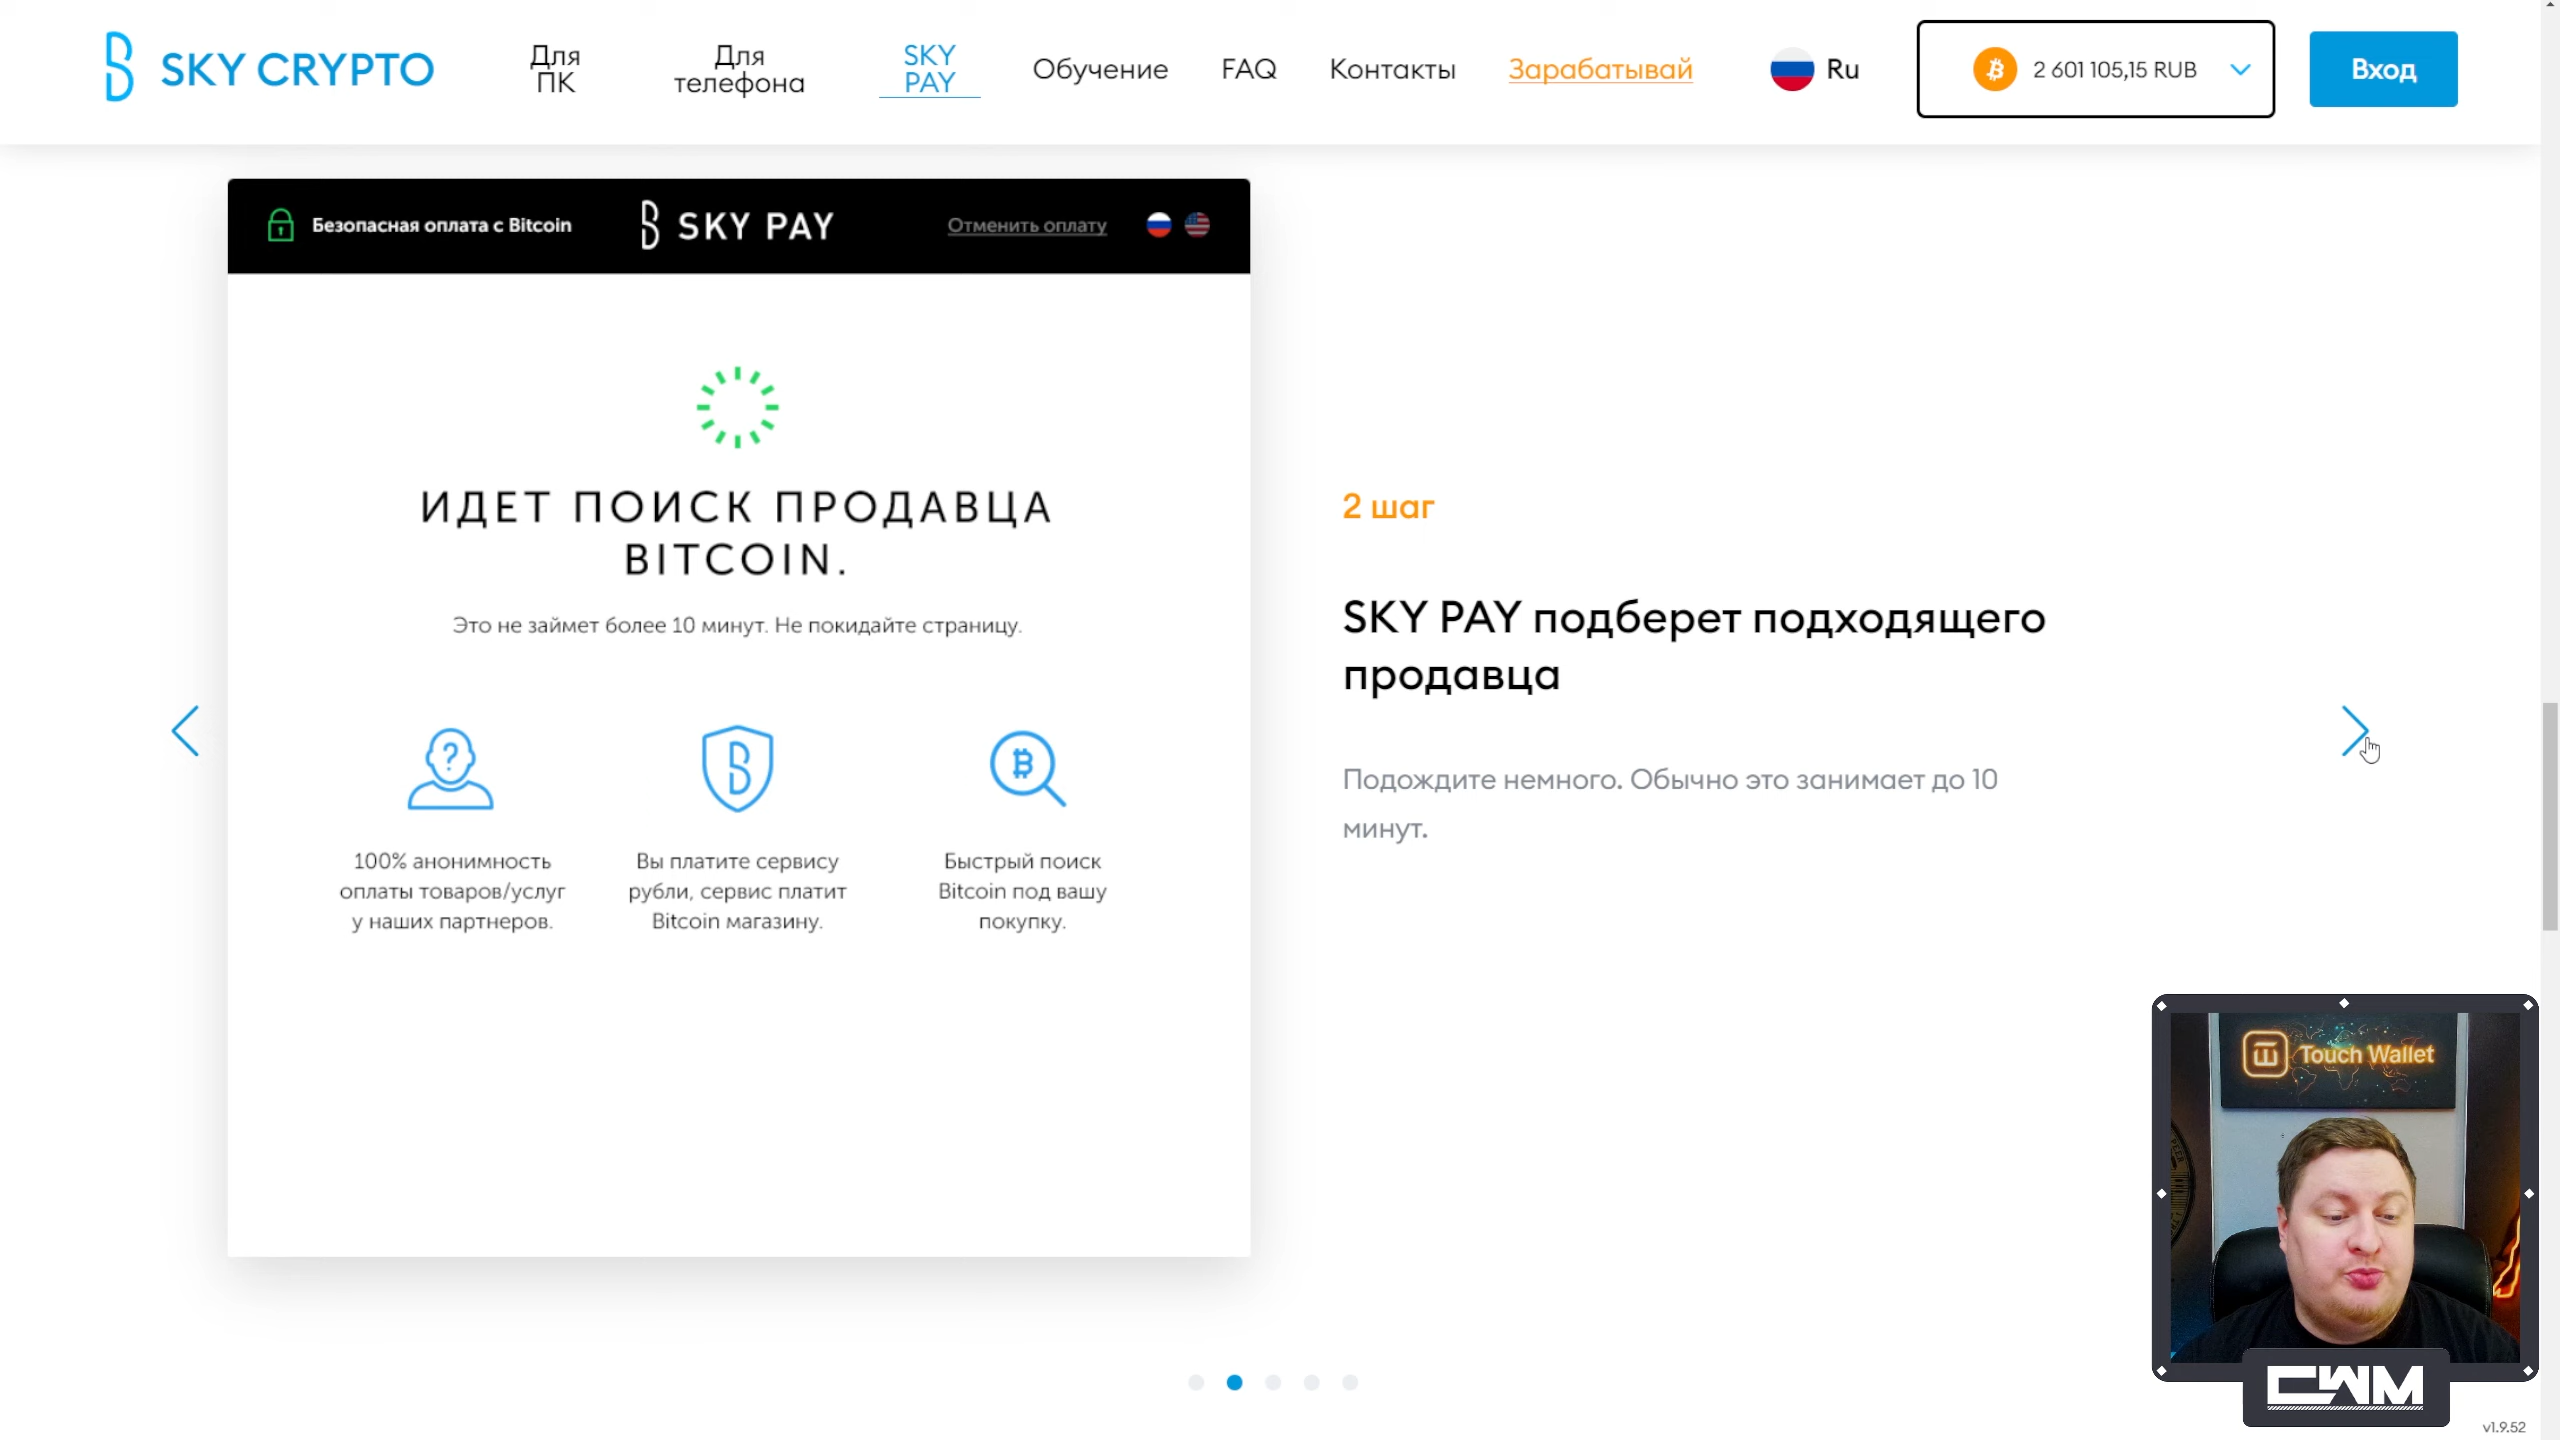 SKY CRYPTO
Для
ПК
Для
телефона
SKY
PAY
Обучение
FAQ
Контакты
Зарабатывай
Ru
2 601 105,15 RUB
Вход
Безопасная оплата с Bitcoin
SKY PAY
Отменить оплату
ИДЕТ ПОИСК ПРОДАВЦА
BITCOIN.
Это не займет более 10 минут. Не покидайте страницу.
100% анонимность
оплаты товаров/услуг
у наших партнеров.
Вы платите сервису
рубли, сервис платит
Bitcoin магазину.
Быстрый поиск
Bitcoin под вашу
покупку.
2 шаг
SKY PAY подберет подходящего
продавца
Подождите немного. Обычно это занимает до 10
минут.
Touch Wallet
CWM
v1.9.52